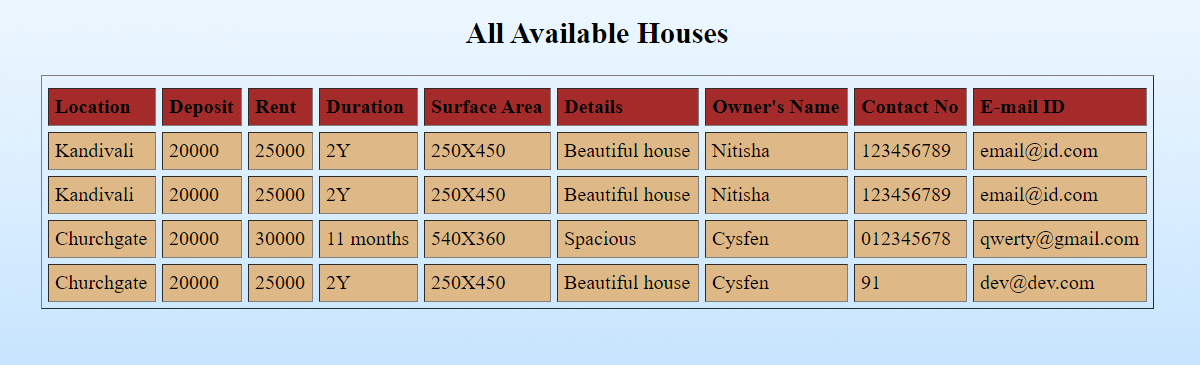 All Available Houses
Location Deposit Rent Duration Surface Area Details Owner's Name Contact No E-mail ID
Kandivali 20000 25000 2Y 250X450 Beautiful house Nitisha 123456789 email@id.com
Kandivali 20000 25000 2Y 250X450 Beautiful house Nitisha 123456789 email@id.com
Churchgate 20000 30000 11 months 540X360 Spacious Cysfen 012345678 qwerty@gmail.com
Churchgate 20000 25000 2Y 250X450 Beautiful house Cysfen 91 dev@dev.com